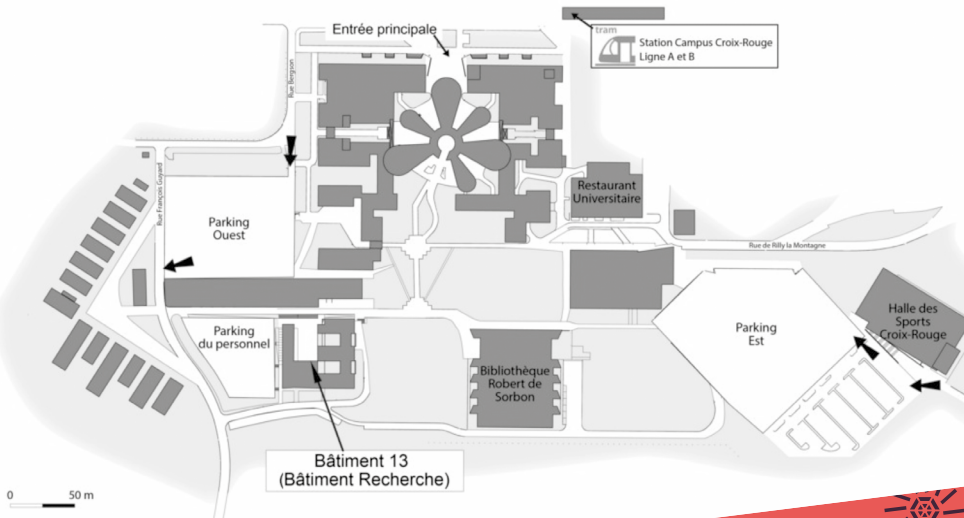 Entrée principale
tram
Station Campus Croix-Rouge
Ligne A et B
Rue Bergson
Rue François Guyard
Restaurant
Universitaire
Parking
Ouest
Rue de Rilly la Montagne
Halle des
Sports
Croix-Rouge
Parking
Est
Parking
du personnel
Bibliothèque
Robert de
Sorbon
Bâtiment 13
(Bâtiment Recherche)
0 50 m